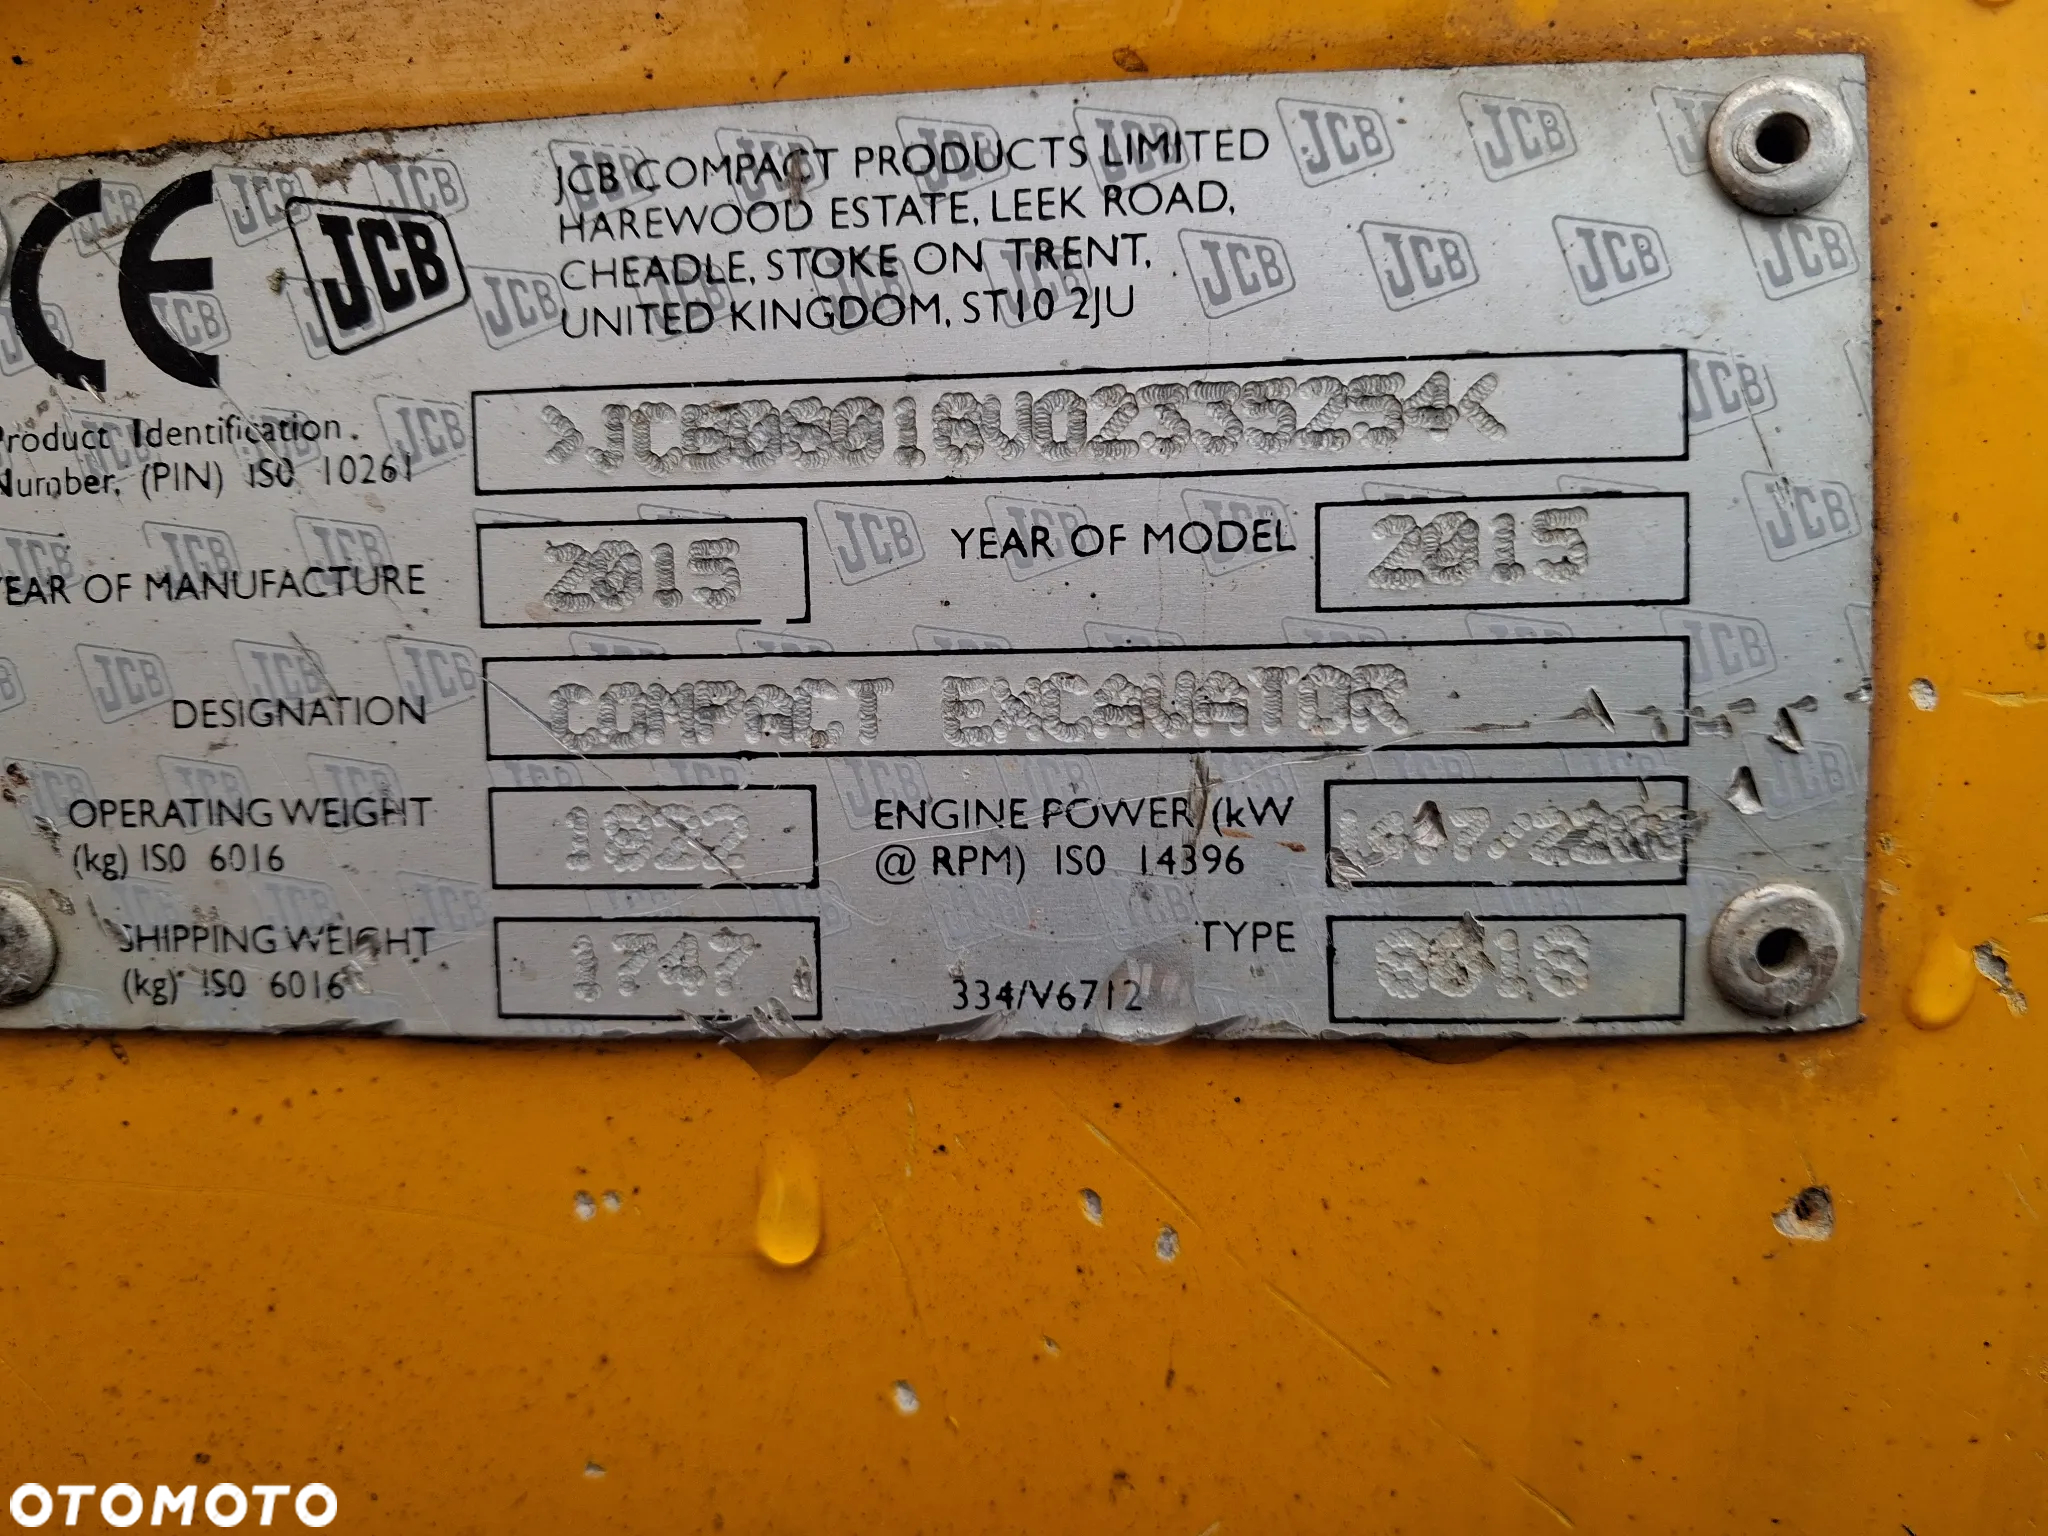 CE JCB JCB COMPACT PRODUCTS LIMITED
HAREWOOD ESTATE, LEEK ROAD,
CHEADLE, STOKE ON TRENT,
UNITED KINGDOM, ST10 2JU
Product Identification
Number, (PIN) ISO 10261
YEAR OF MANUFACTURE 2015 YEAR OF MODEL 2015
DESIGNATION COMPACT EXCAVATOR
OPERATING WEIGHT 1822 ENGINE POWER (kW
(kg) ISO 6016 @ RPM) ISO 14396
SHIPPING WEIGHT 1747 TYPE 8018
(kg) ISO 6016 334/V6712
OTOMOTO